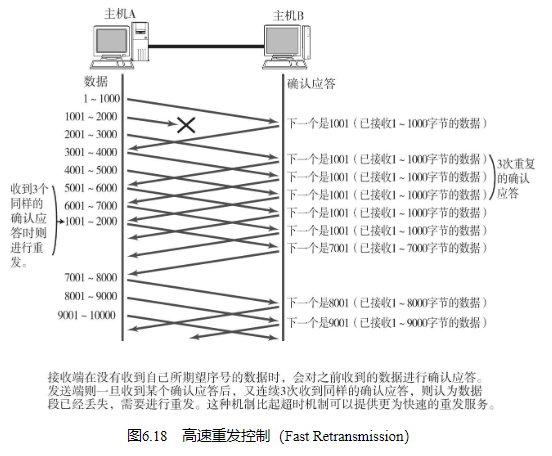 主机A
主机B
数据
确认应答
1~1000
1001~2000
2001~3000
3001~4000
4001~5000
5001~6000
6001~7000
1001~2000
7001~8000
8001~9000
9001~10000
收到3个
同样的
确认应
答时则
进行重
发。
下一个是1001（已接收1~1000字节的数据）
下一个是1001（已接收1~1000字节的数据）
下一个是1001（已接收1~1000字节的数据）
下一个是1001（已接收1~1000字节的数据）
下一个是1001（已接收1~1000字节的数据）
下一个是1001（已接收1~1000字节的数据）
下一个是7001（已接收1~7000字节的数据）
下一个是8001（已接收1~8000字节的数据）
下一个是9001（已接收1~9000字节的数据）
3次重复
的确认
应答
接收端在没有收到自己所期望序号的数据时，会对之前收到的数据进行确认应答。
发送端则一旦收到某个确认应答后，又连续3次收到同样的确认应答，则认为数据
段已经丢失，需要进行重发。这种机制比起超时机制可以提供更为快速的重发服务。
图6.18 高速重发控制（Fast Retransmission）